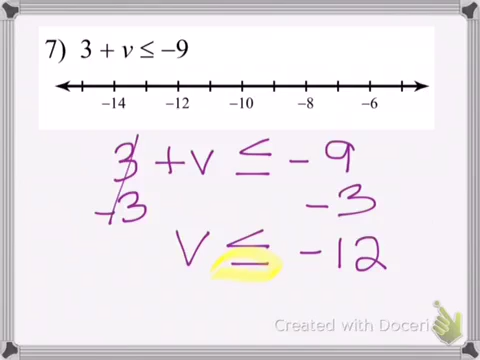 7) 3 + v ≤ −9
−14 −12 −10 −8 −6
3 + v ≤ − 9
−3 − 3
v ≤ − 12
Created with Doceri